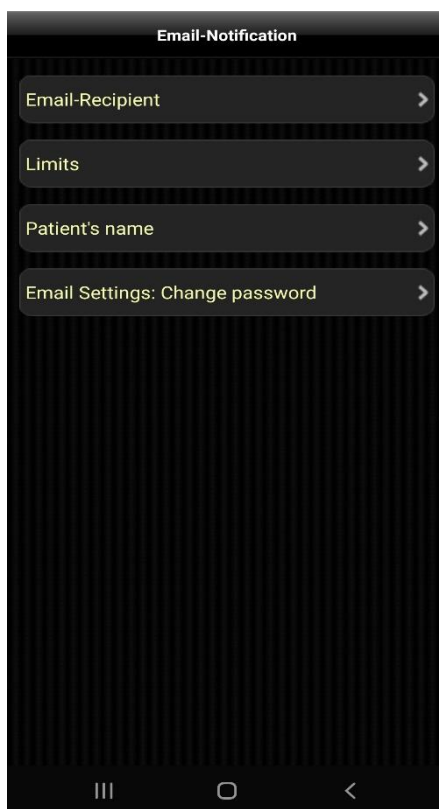 Email-Notification
Email-Recipient
Limits
Patient's name
Email Settings: Change password